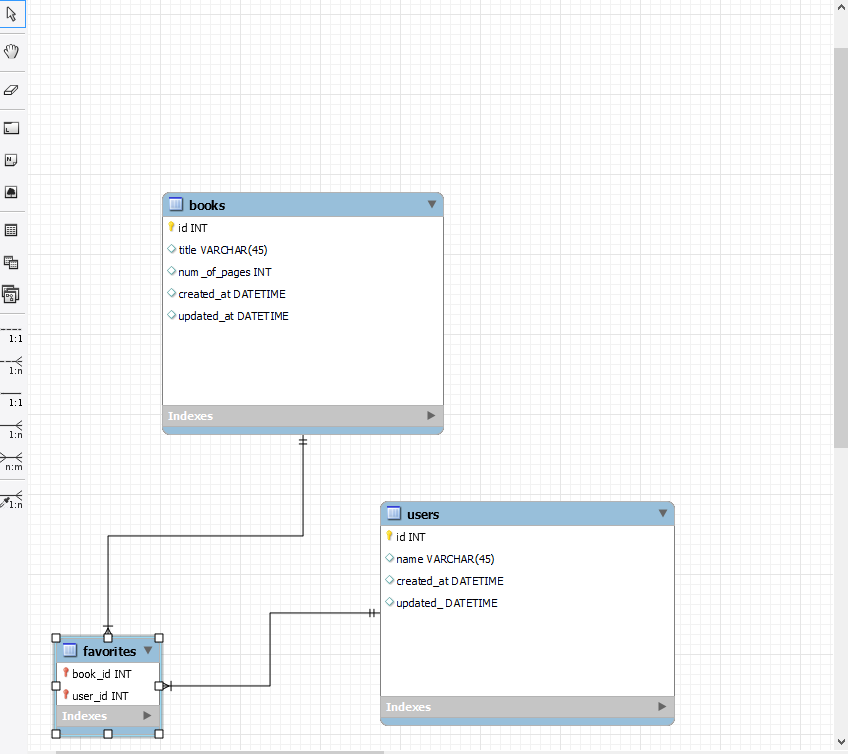 books
id INT
title VARCHAR(45)
num_of_pages INT
created_at DATETIME
updated_at DATETIME
Indexes
1:1
1:n
1:1
1:n
n:m
1:n
users
id INT
name VARCHAR(45)
created_at DATETIME
updated_ DATETIME
Indexes
favorites
book_id INT
user_id INT
Indexes